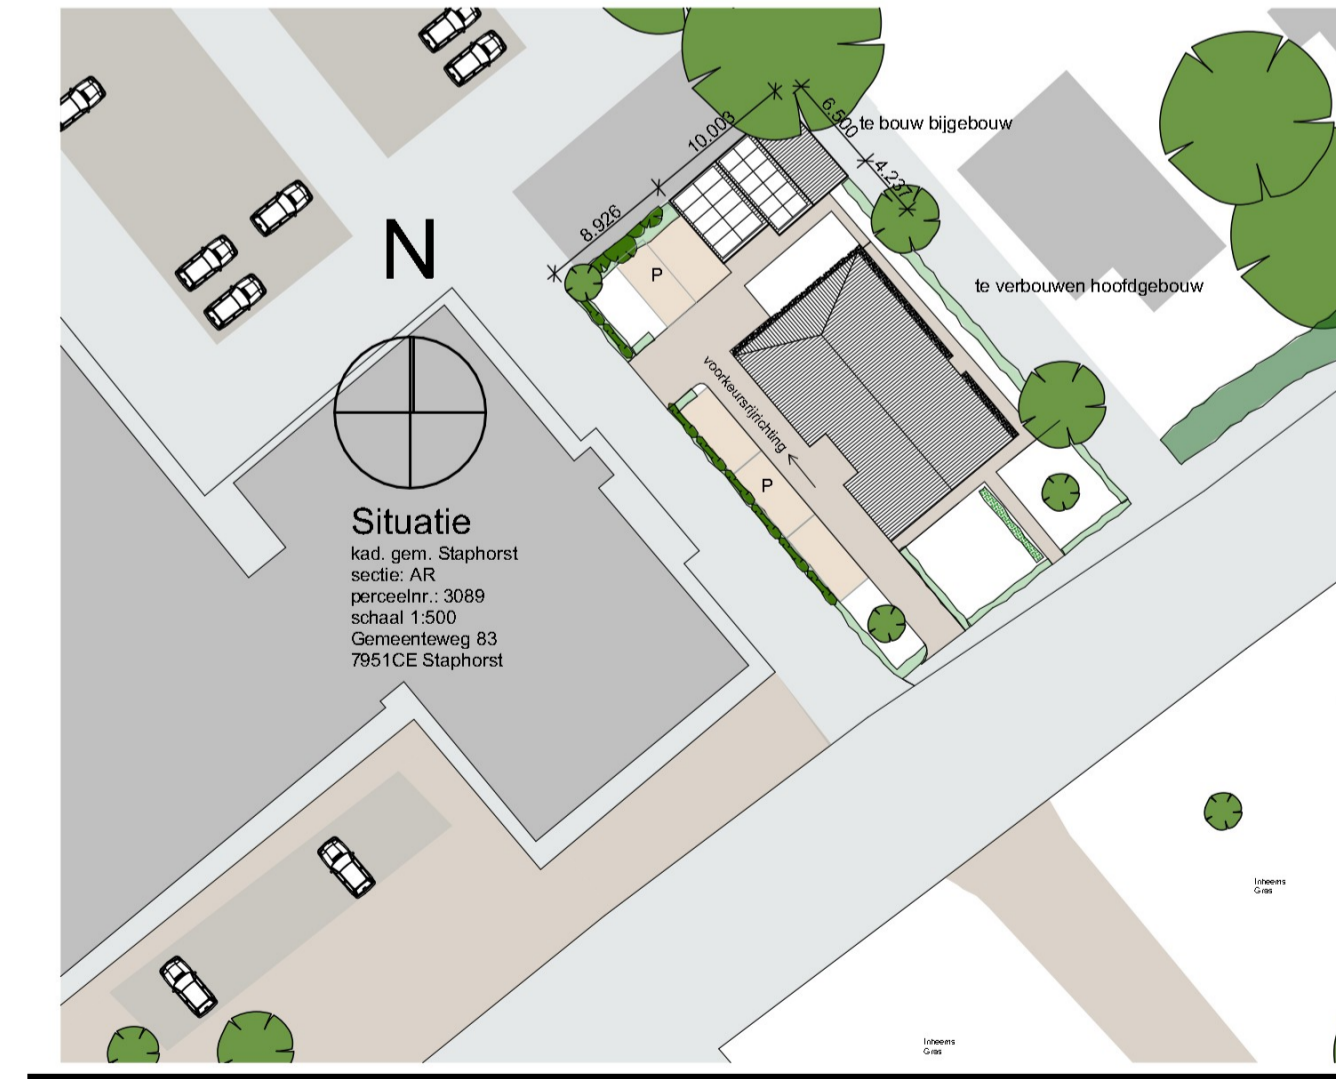 10.003
6.500
te bouw bijgebouw
4.237
8.926
N
P
te verbouwen hoofdgebouw
voorkeursrijrichting
P
Situatie
kad. gem. Staphorst
sectie: AR
perceelnr.: 3089
schaal 1:500
Gemeenteweg 83
7951CE Staphorst
Inheems
Gras
Inheems
Gras